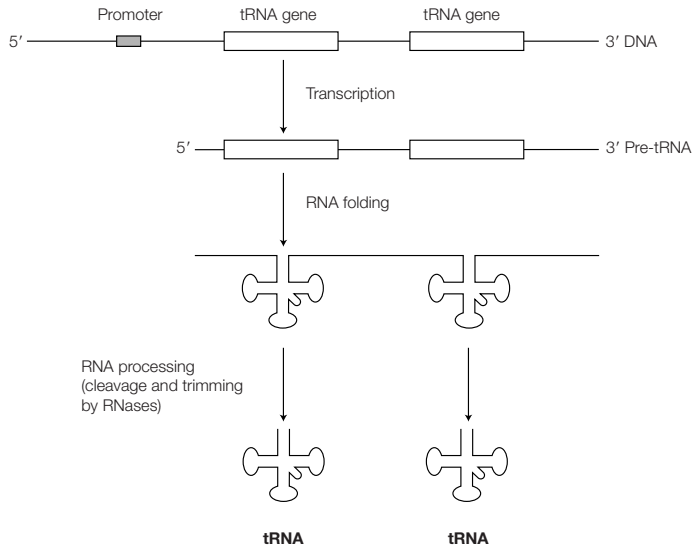 Promoter tRNA gene tRNA gene
5′ 3′ DNA
Transcription
5′ 3′ Pre-tRNA
RNA folding
RNA processing
(cleavage and trimming
by RNases)
tRNA tRNA